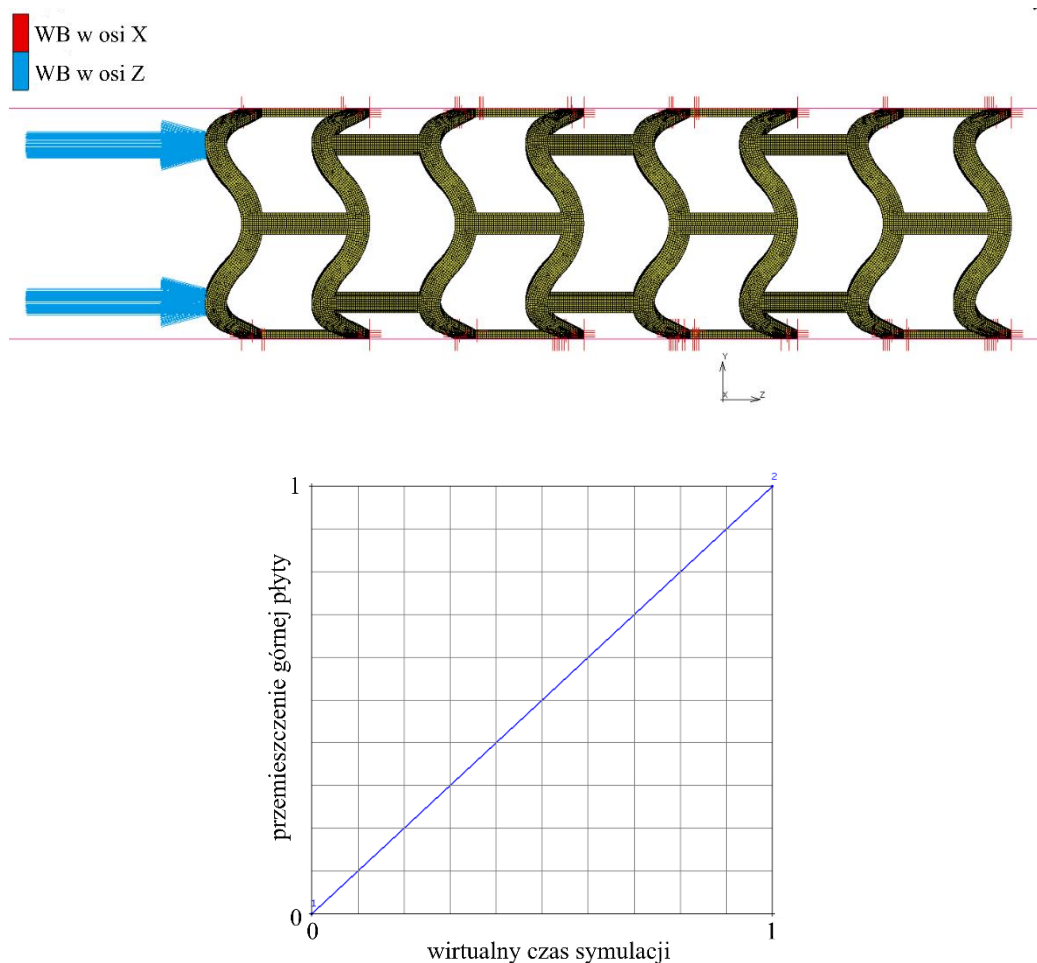 WB w osi X
WB w osi Z
Y
X
Z
1
2
przemieszczenie górnej płyty
1
0
0
1
wirtualny czas symulacji